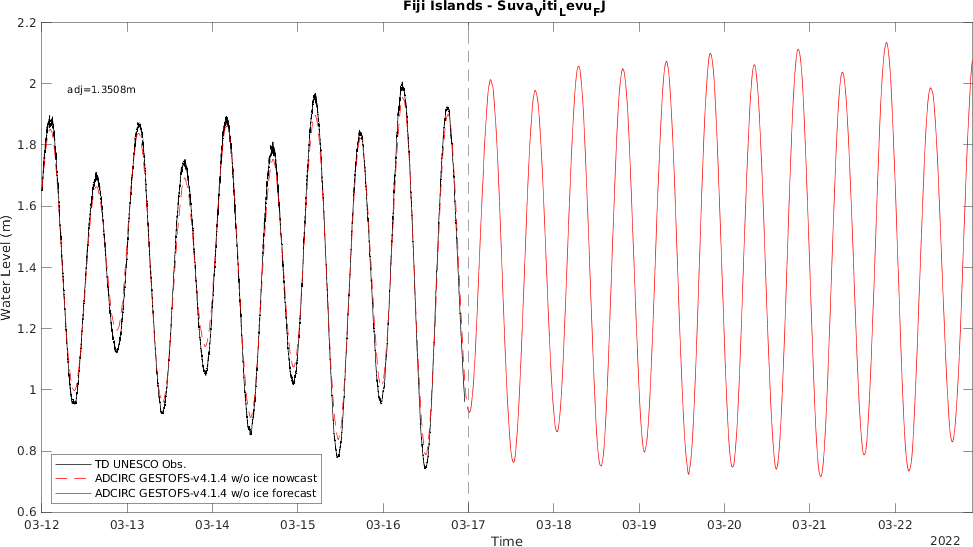 Fiji Islands - Suva_Viti_Levu_FJ
2.2
adj=1.3508m
2
1.8
1.6
1.4
1.2
1
0.8
0.6
Water Level (m)
TD UNESCO Obs.
ADCIRC GESTOFS-v4.1.4 w/o ice nowcast
ADCIRC GESTOFS-v4.1.4 w/o ice forecast
03-12 03-13 03-14 03-15 03-16 03-17 03-18 03-19 03-20 03-21 03-22
Time
2022